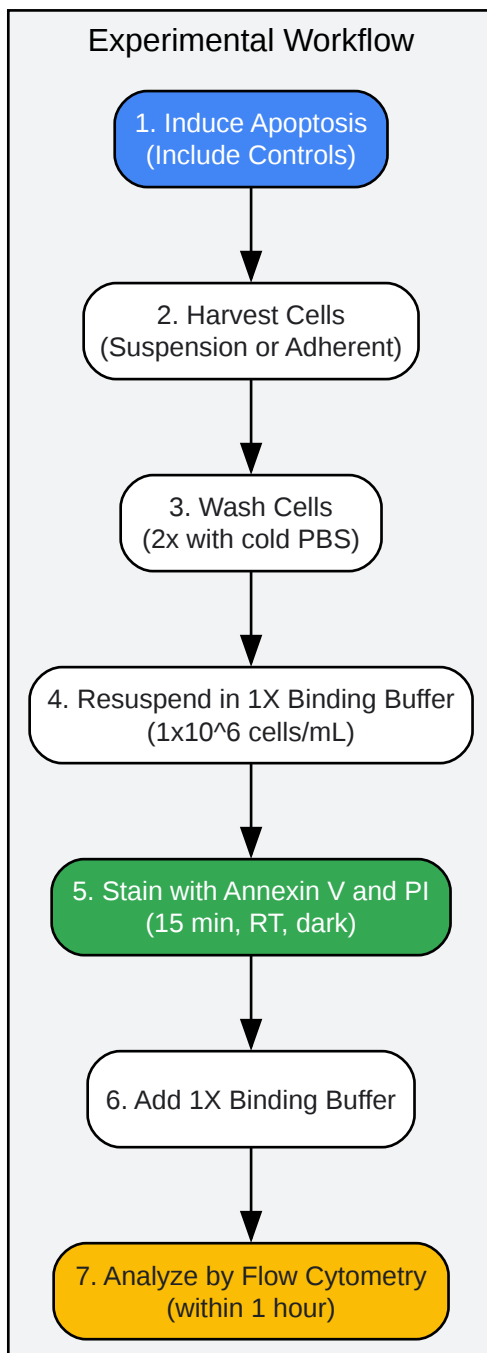 Experimental Workflow
1. Induce Apoptosis
(Include Controls)
2. Harvest Cells
(Suspension or Adherent)
3. Wash Cells
(2x with cold PBS)
4. Resuspend in 1X Binding Buffer
(1x10^6 cells/mL)
5. Stain with Annexin V and PI
(15 min, RT, dark)
6. Add 1X Binding Buffer
7. Analyze by Flow Cytometry
(within 1 hour)